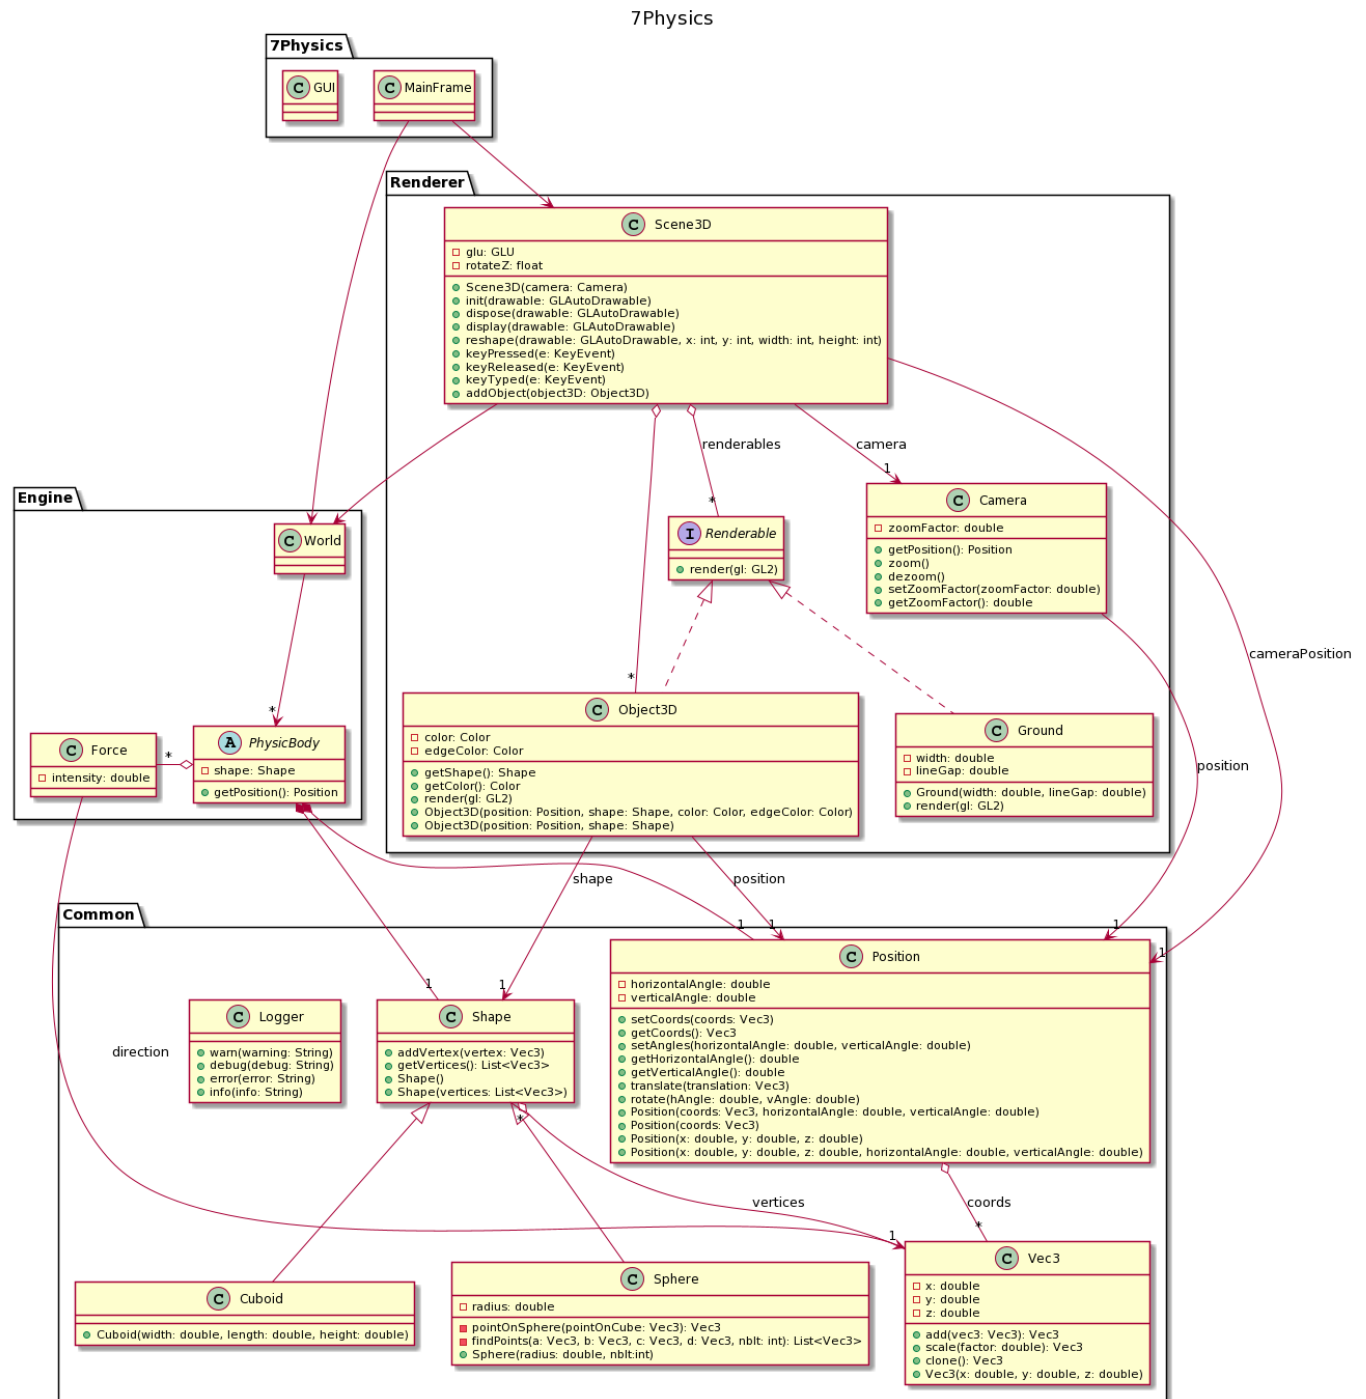 7Physics
7Physics
C GUI
C MainFrame
Renderer
C Scene3D
glu: GLU
rotateZ: float
Scene3D(camera: Camera)
init(drawable: GLAutoDrawable)
dispose(drawable: GLAutoDrawable)
display(drawable: GLAutoDrawable)
reshape(drawable: GLAutoDrawable, x: int, y: int, width: int, height: int)
keyPressed(e: KeyEvent)
keyReleased(e: KeyEvent)
keyTyped(e: KeyEvent)
addObject(object3D: Object3D)
renderables
camera
1
*
Engine
C World
I Renderable
render(gl: GL2)
C Camera
zoomFactor: double
getPosition(): Position
zoom()
dezoom()
setZoomFactor(zoomFactor: double)
getZoomFactor(): double
cameraPosition
*
*
C Force
intensity: double
*
A PhysicBody
shape: Shape
getPosition(): Position
C Object3D
color: Color
edgeColor: Color
getShape(): Shape
getColor(): Color
render(gl: GL2)
Object3D(position: Position, shape: Shape, color: Color, edgeColor: Color)
Object3D(position: Position, shape: Shape)
C Ground
width: double
lineGap: double
Ground(width: double, lineGap: double)
render(gl: GL2)
position
shape
position
Common
1
1
1
1
1
1
C Logger
warn(warning: String)
debug(debug: String)
error(error: String)
info(info: String)
direction
C Shape
addVertex(vertex: Vec3)
getVertices(): List<Vec3>
Shape()
Shape(vertices: List<Vec3>)
*
C Position
horizontalAngle: double
verticalAngle: double
setCoords(coords: Vec3)
getCoords(): Vec3
setAngles(horizontalAngle: double, verticalAngle: double)
getHorizontalAngle(): double
getVerticalAngle(): double
translate(translation: Vec3)
rotate(hAngle: double, vAngle: double)
Position(coords: Vec3, horizontalAngle: double, verticalAngle: double)
Position(coords: Vec3)
Position(x: double, y: double, z: double)
Position(x: double, y: double, z: double, horizontalAngle: double, verticalAngle: double)
vertices
coords
*
1
C Cuboid
Cuboid(width: double, length: double, height: double)
C Sphere
radius: double
pointOnSphere(pointOnCube: Vec3): Vec3
findPoints(a: Vec3, b: Vec3, c: Vec3, d: Vec3, nbIt: int): List<Vec3>
Sphere(radius: double, nbIt:int)
C Vec3
x: double
y: double
z: double
add(vec3: Vec3): Vec3
scale(factor: double): Vec3
clone(): Vec3
Vec3(x: double, y: double, z: double)